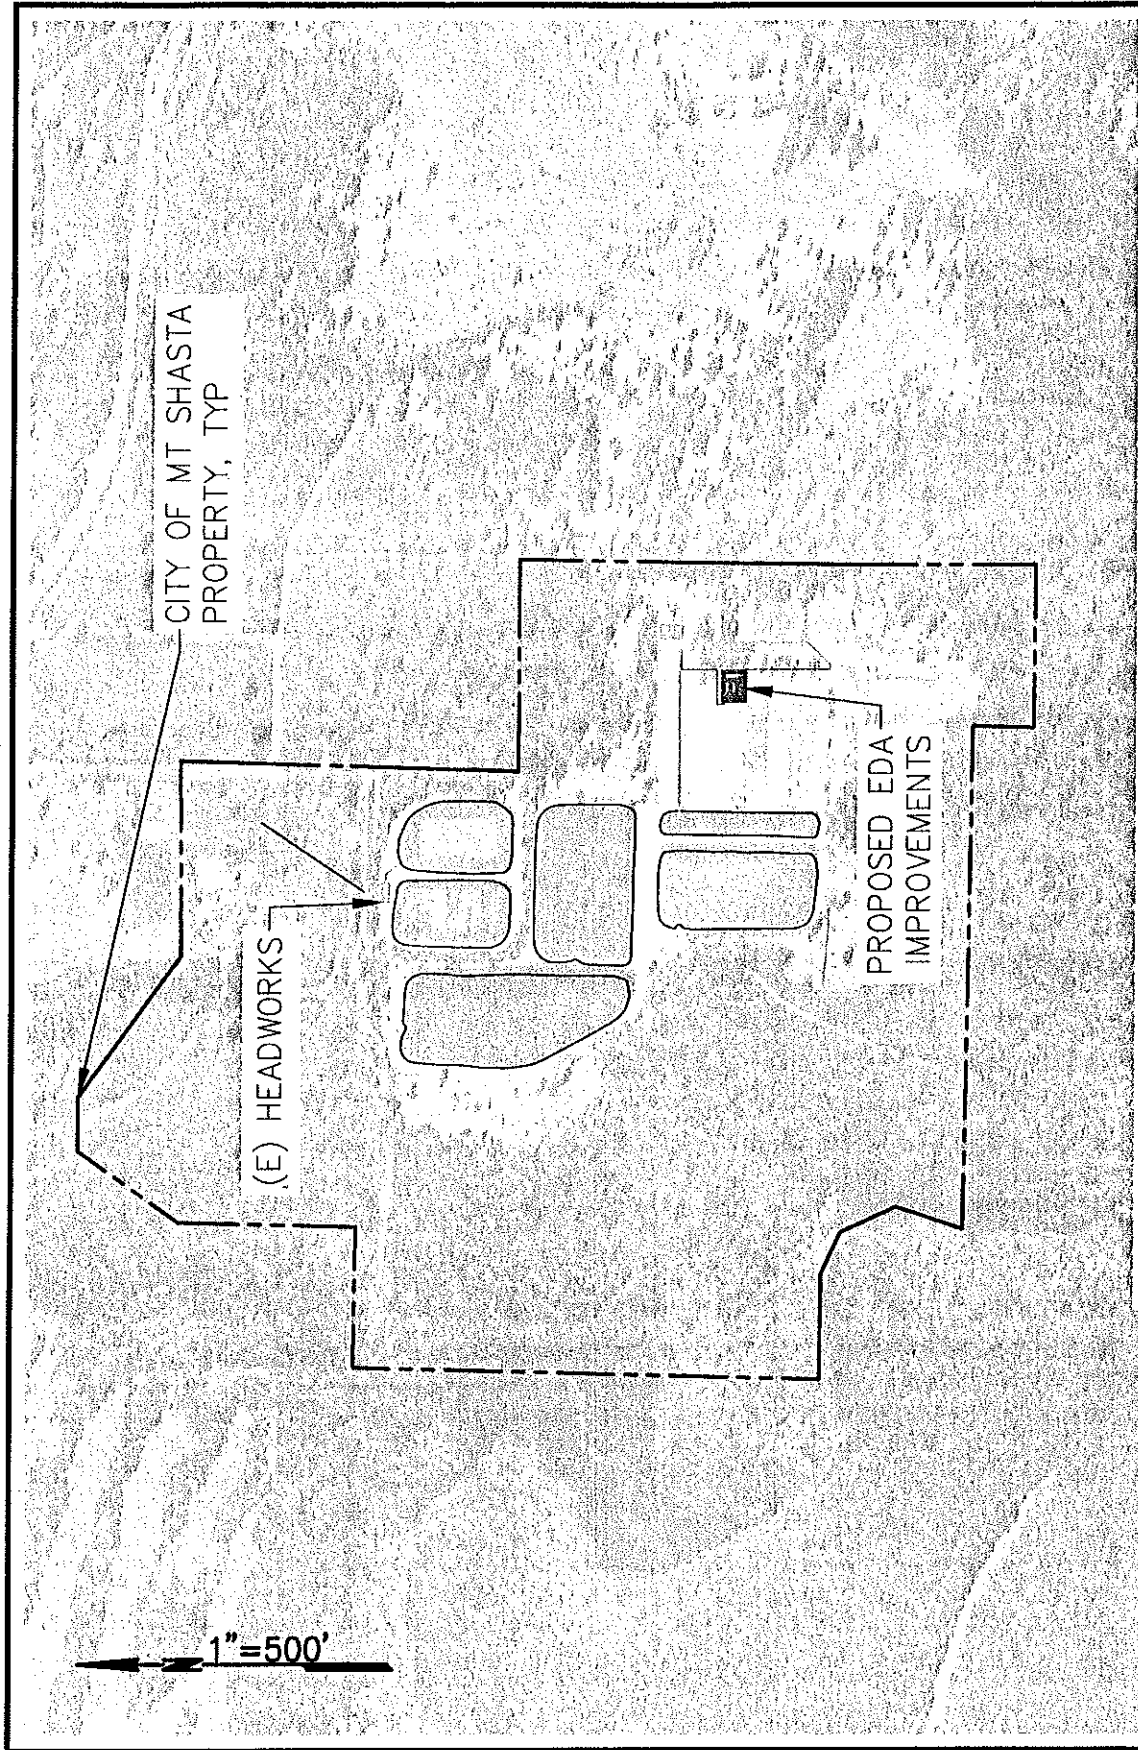 CITY OF MT SHASTA
PROPERTY, TYP
(E) HEADWORKS
PROPOSED EDA
IMPROVEMENTS
1"=500'